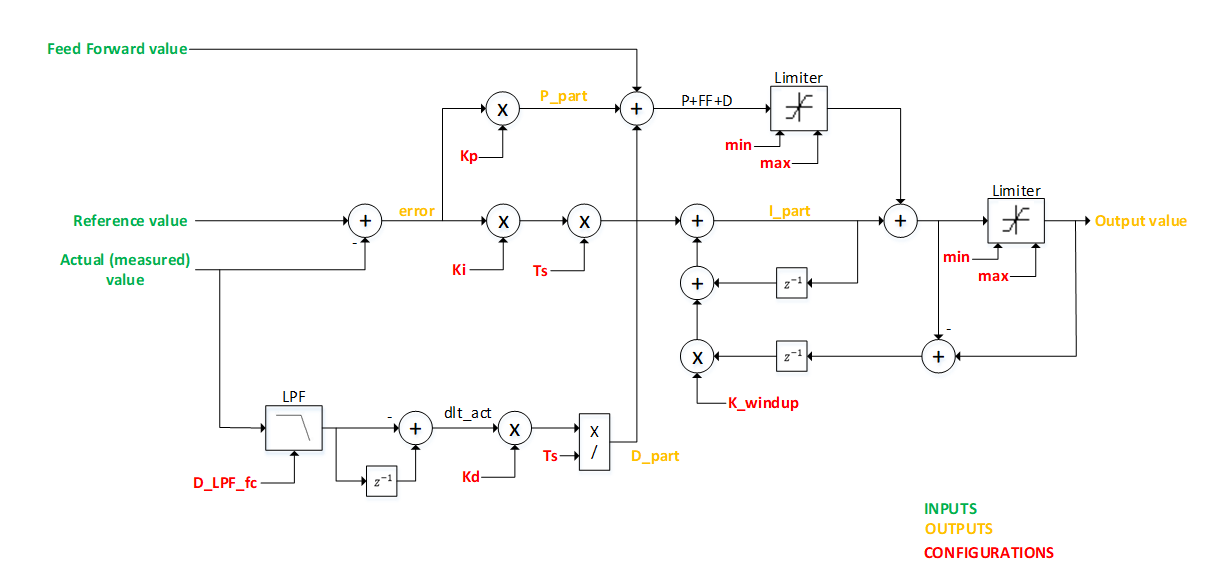 Feed Forward value
Limiter
P_part
P+FF+D
X
+
Kp
min
max
Limiter
Reference value
error
I_part
Output value
+
X
X
+
+
-
Actual (measured)
value
Ki
Ts
min
max
+
z⁻¹
-
X
z⁻¹
+
K_windup
LPF
-
dlt_act
+
X
X
/
Ts
D_part
z⁻¹
Kd
D_LPF_fc
INPUTS
OUTPUTS
CONFIGURATIONS